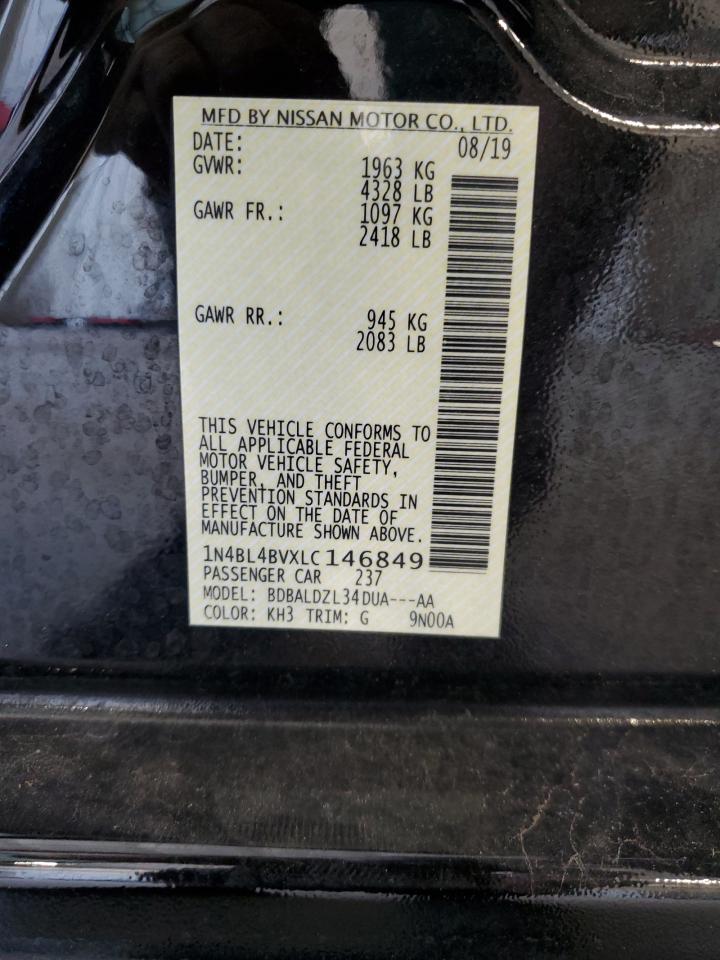 MFD BY NISSAN MOTOR CO., LTD.
DATE: 08/19
GVWR: 1963 KG
4328 LB
GAWR FR.: 1097 KG
2418 LB
GAWR RR.: 945 KG
2083 LB
THIS VEHICLE CONFORMS TO
ALL APPLICABLE FEDERAL
MOTOR VEHICLE SAFETY,
BUMPER, AND THEFT
PREVENTION STANDARDS IN
EFFECT ON THE DATE OF
MANUFACTURE SHOWN ABOVE.
1N4BL4BVXLC146849
PASSENGER CAR 237
MODEL: BDBALDZL34DUA---AA
COLOR: KH3 TRIM: G 9N00A